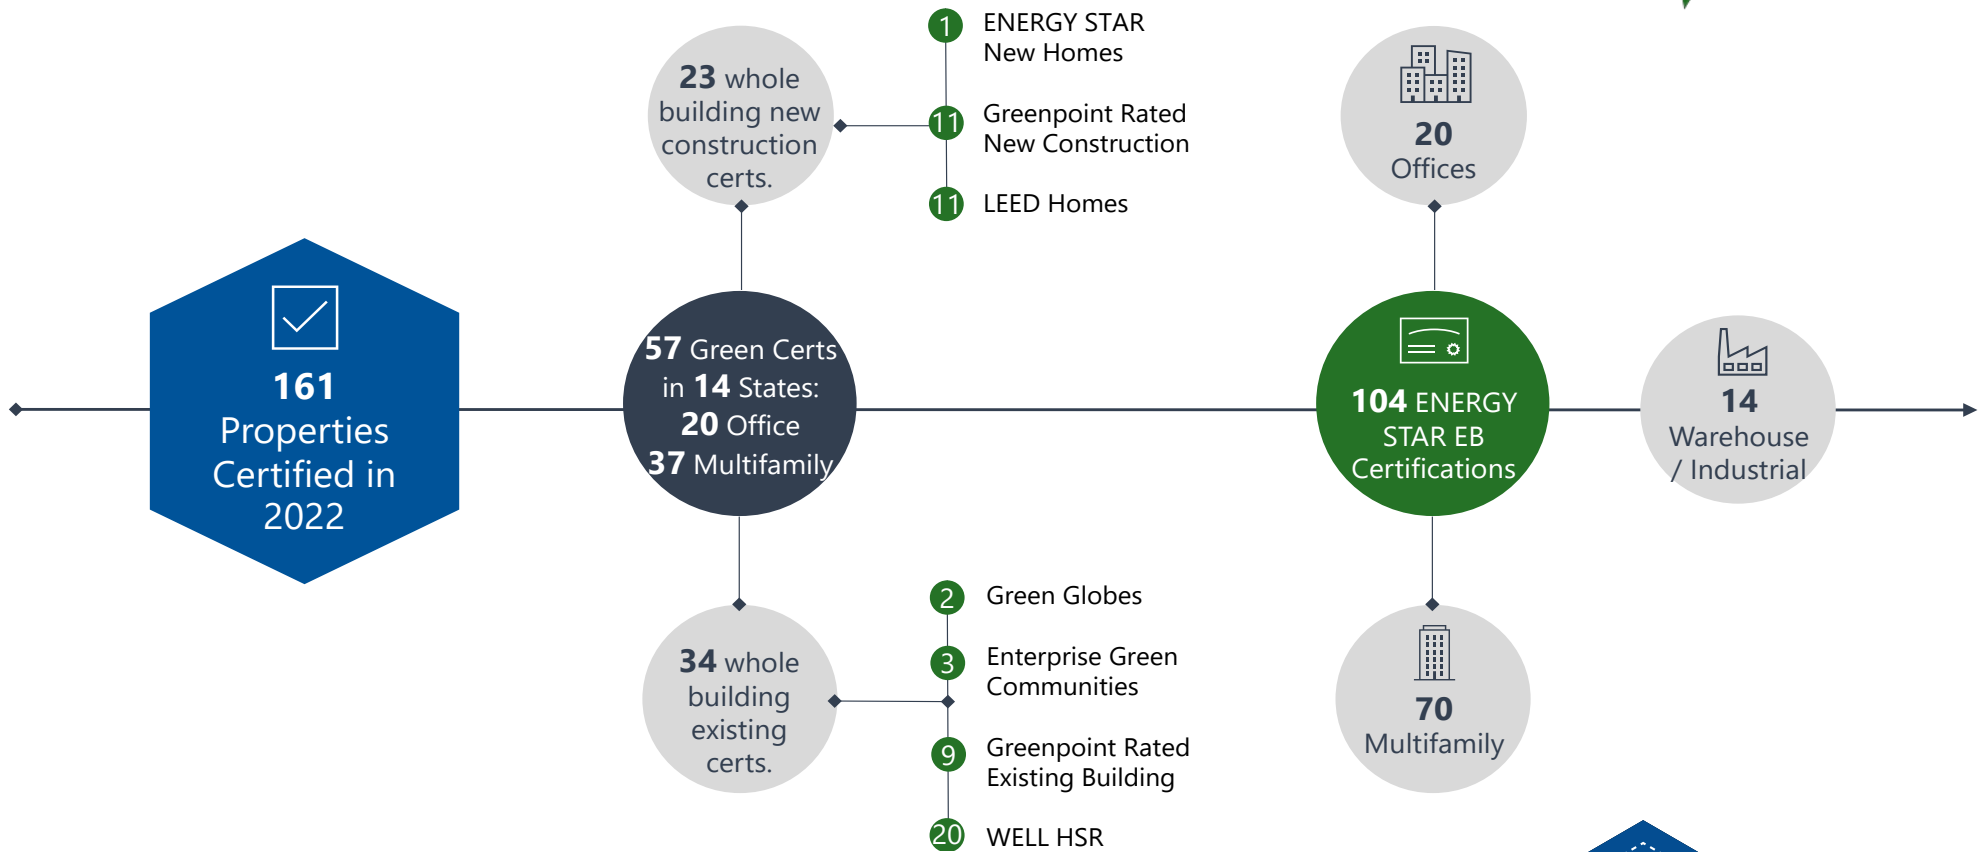 161
Properties
Certified in
2022
57 Green Certs
in 14 States:
20 Office
37 Multifamily
23 whole
building new
construction
certs.
1 ENERGY STAR
New Homes
11 Greenpoint Rated
New Construction
11 LEED Homes
34 whole
building
existing
certs.
2 Green Globes
3 Enterprise Green
Communities
9 Greenpoint Rated
Existing Building
20 WELL HSR
104 ENERGY
STAR EB
Certifications
20
Offices
14
Warehouse
/ Industrial
70
Multifamily